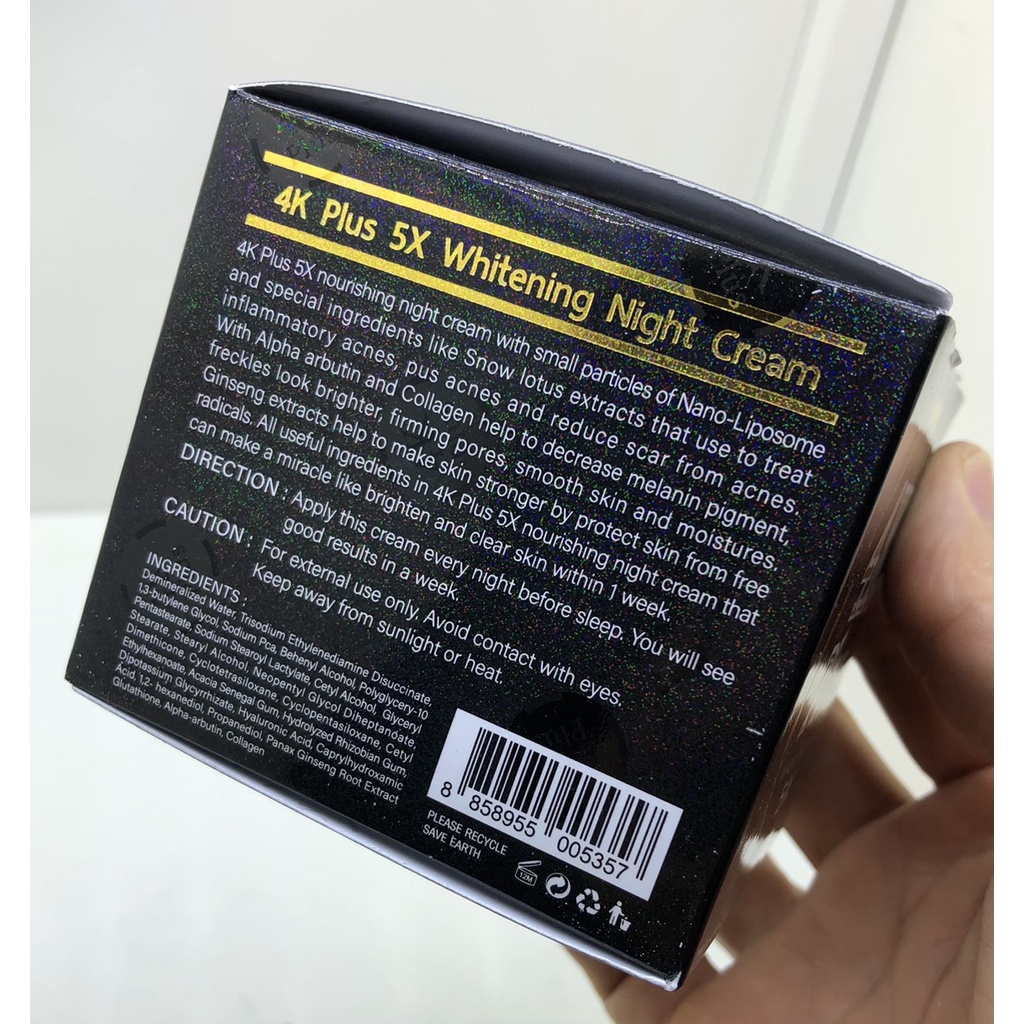 4K Plus 5X Whitening Night Cream
4K Plus 5X nourishing night cream with small particles of Nano-Liposome
and special ingredients like Snow lotus extracts that use to treat
inflammatory acnes, pus acnes and reduce scar from acnes.
With Alpha arbutin and Collagen help to decrease melanin pigment,
freckles look brighter, firming pores, smooth skin and moistures.
Ginseng extracts help to make skin stronger by protect skin from free
radicals. All useful ingredients in 4K Plus 5X nourishing night cream that
can make a miracle like brighten and clear skin within 1 week.
DIRECTION : Apply this cream every night before sleep. You will see
good results in a week.
CAUTION : For external use only. Avoid contact with eyes.
Keep away from sunlight or heat.
INGREDIENTS :
Demineralized Water, Trisodium Ethylenediamine Disuccinate,
1,3-butylene Glycol, Sodium Pca, Behenyl Alcohol, Polyglycery-10
Pentastearate, Sodium Stearoyl Lactylate, Cetyl Alcohol, Glyceryl
Stearate, Stearyl Alcohol, Neopentyl Glycol Diheptanoate,
Dimethicone, Cyclotetrasiloxane, Cyclopentasiloxane, Cetyl
Ethylhexanoate, Acacia Senegal Gum, Hydrolyzed Rhizobian Gum,
Dipotassium Glycyrrhizate, Hyaluronic Acid, Caprylhydroxamic
Acid, 1,2- hexanediol, Propanediol, Panax Ginseng Root Extract
Glutathione, Alpha-arbutin, Collagen
8 858955 005357
PLEASE RECYCLE
SAVE EARTH
12M